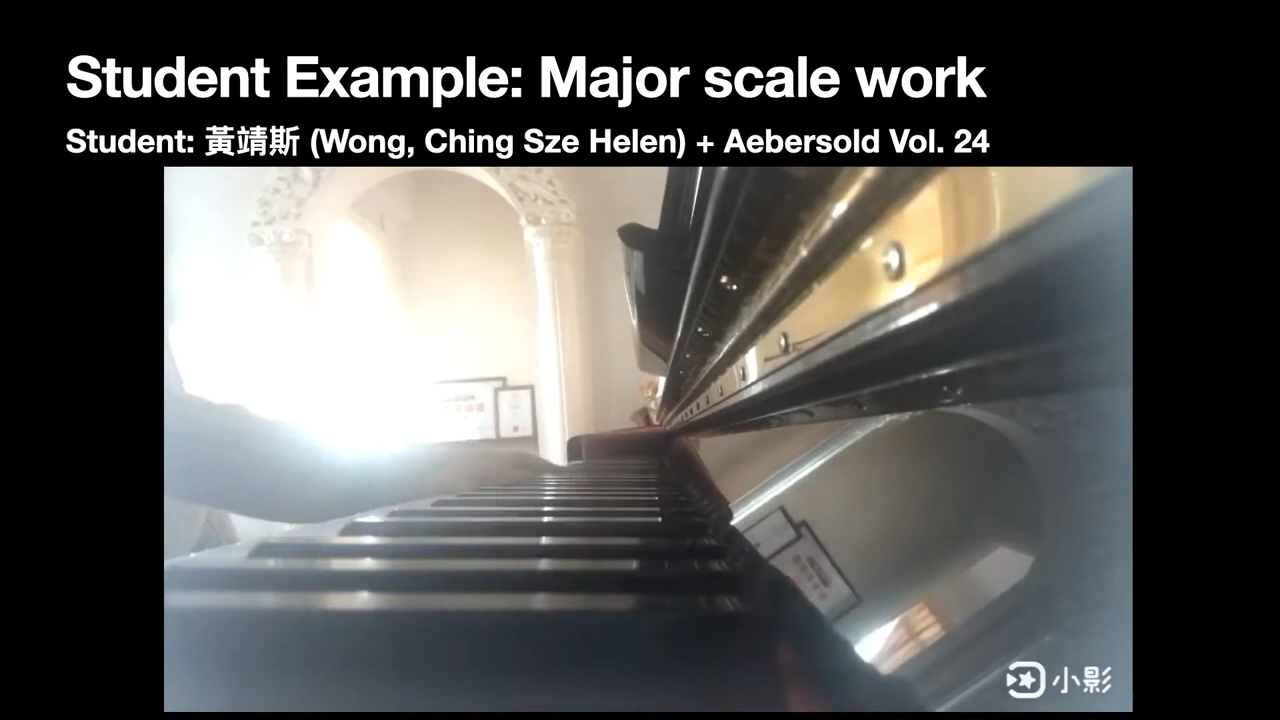 Student Example: Major scale work
Student: 黃靖斯 (Wong, Ching Sze Helen) + Aebersold Vol. 24
小影